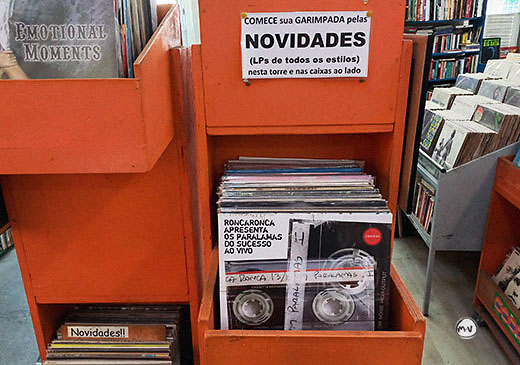 EMOTIONAL
MOMENTS
COMECE sua GARIMPADA pelas
NOVIDADES
(LPs de todos os estilos)
nesta torre e nas caixas ao lado
RONCARONCA
APRESENTA
OS PARALAMAS
DO SUCESSO
AO VIVO
PARALAMAS
Novidades!!